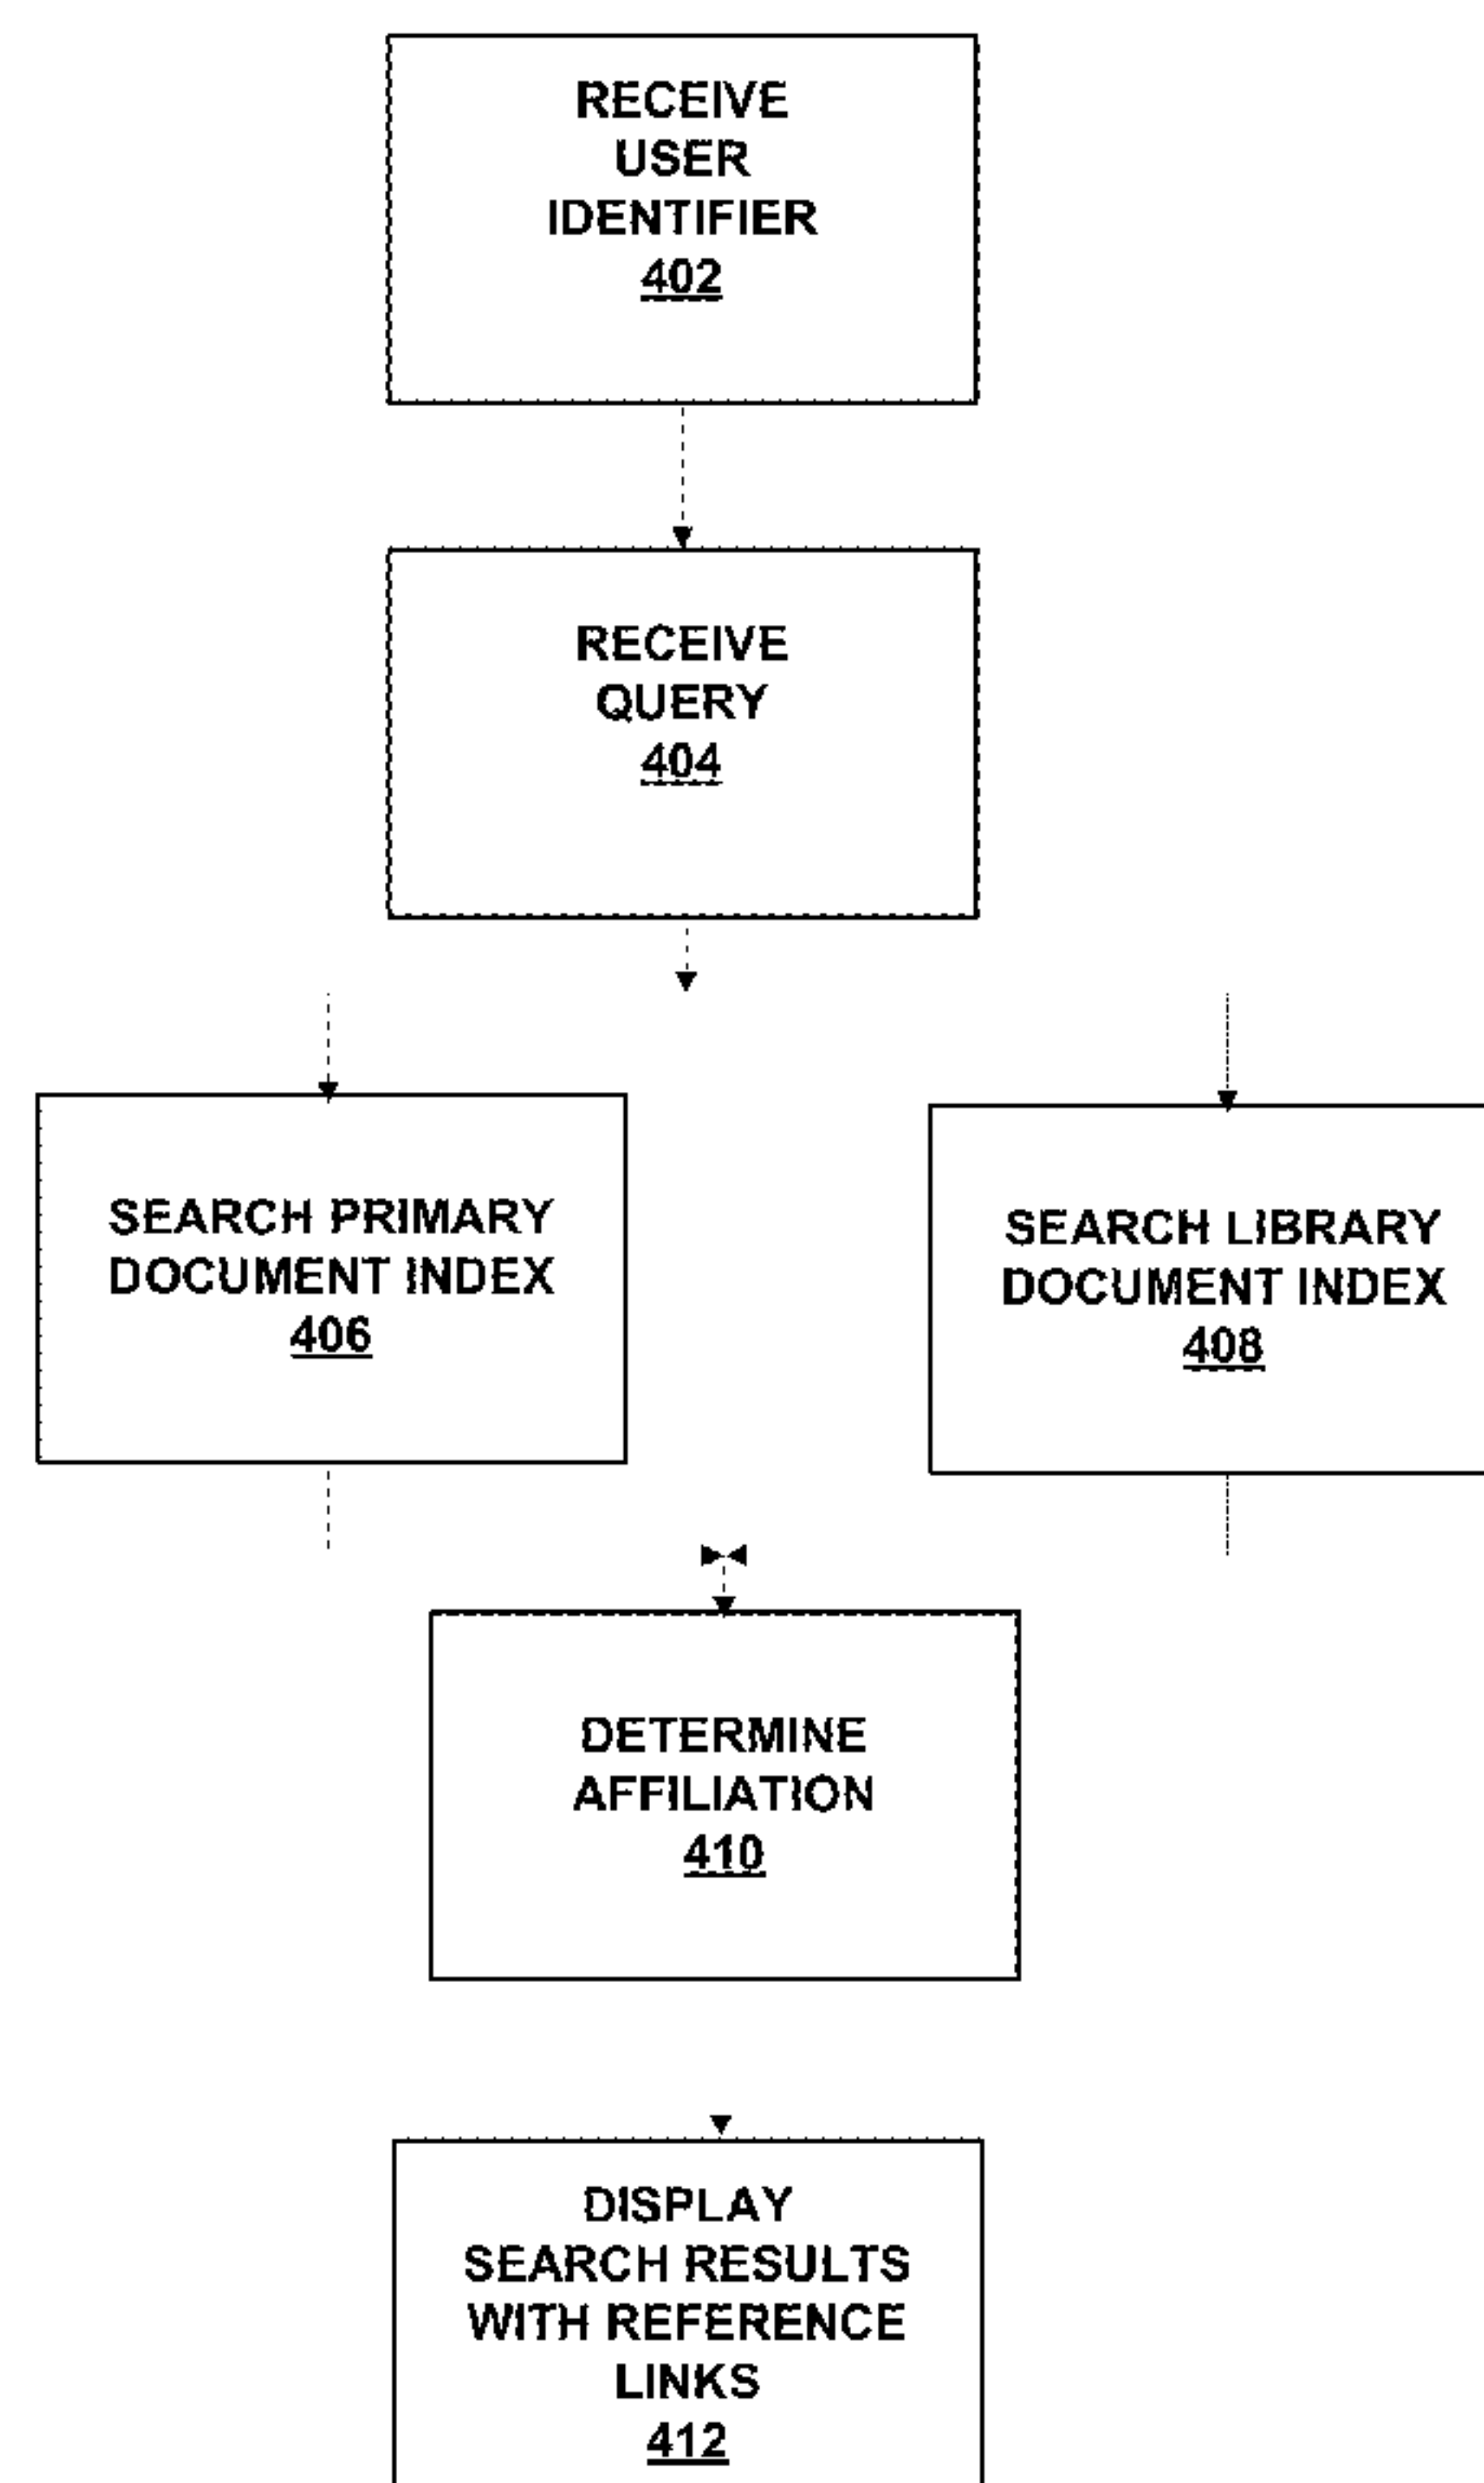 RECEIVE
USER
IDENTIFIER
402
RECEIVE
QUERY
404
SEARCH PRIMARY
DOCUMENT INDEX
406
SEARCH LIBRARY
DOCUMENT INDEX
408
DETERMINE
AFFILIATION
410
DISPLAY
SEARCH RESULTS
WITH REFERENCE
LINKS
412